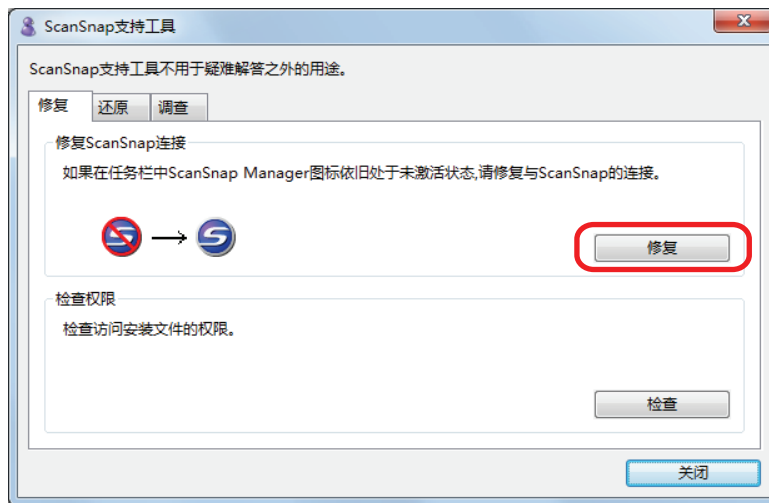 ScanSnap支持工具
ScanSnap支持工具不用于疑难解答之外的用途。
修复 还原 调查
修复ScanSnap连接
如果在任务栏中ScanSnap Manager图标依旧处于未激活状态,请修复与ScanSnap的连接。
修复
检查权限
检查访问安装文件的权限。
检查
关闭